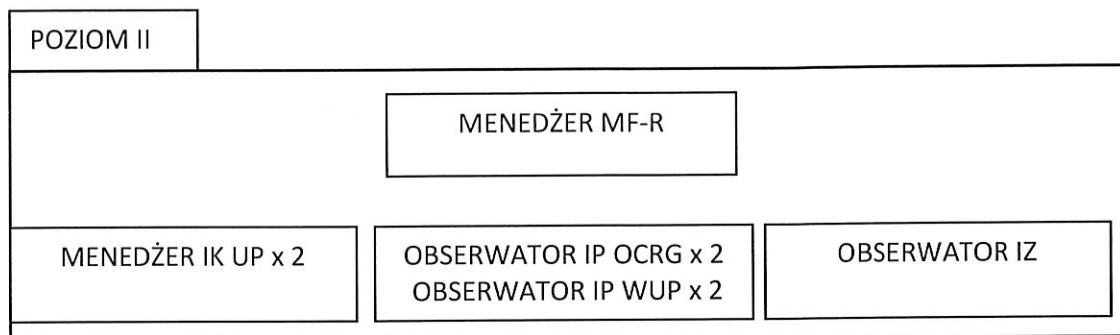 POZIOM II
MENEDŻER MF-R
MENEDŻER IK UP x 2
OBSERWATOR IP OCRG x 2
OBSERWATOR IP WUP x 2
OBSERWATOR IZ